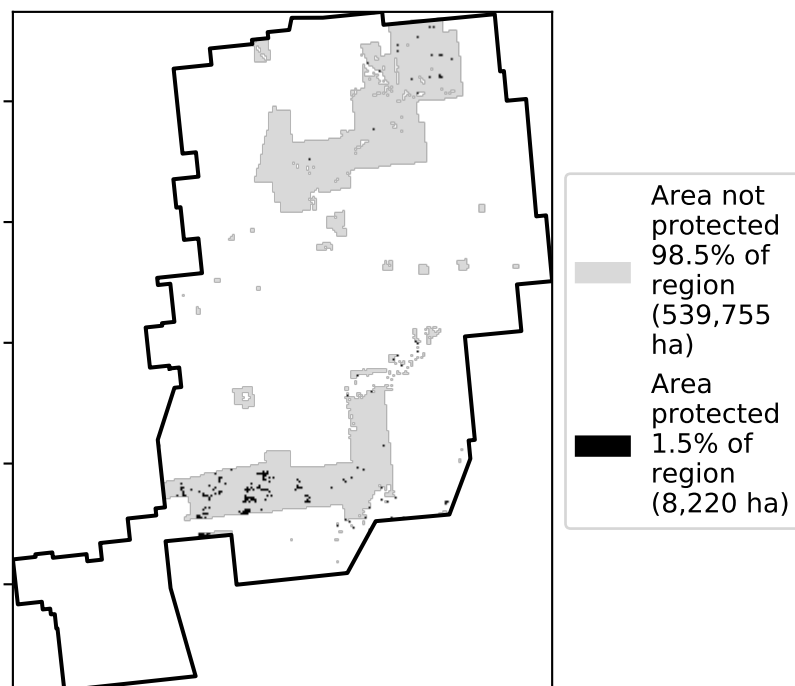 Area not
protected
98.5% of
region
(539,755
ha)
Area
protected
1.5% of
region
(8,220 ha)